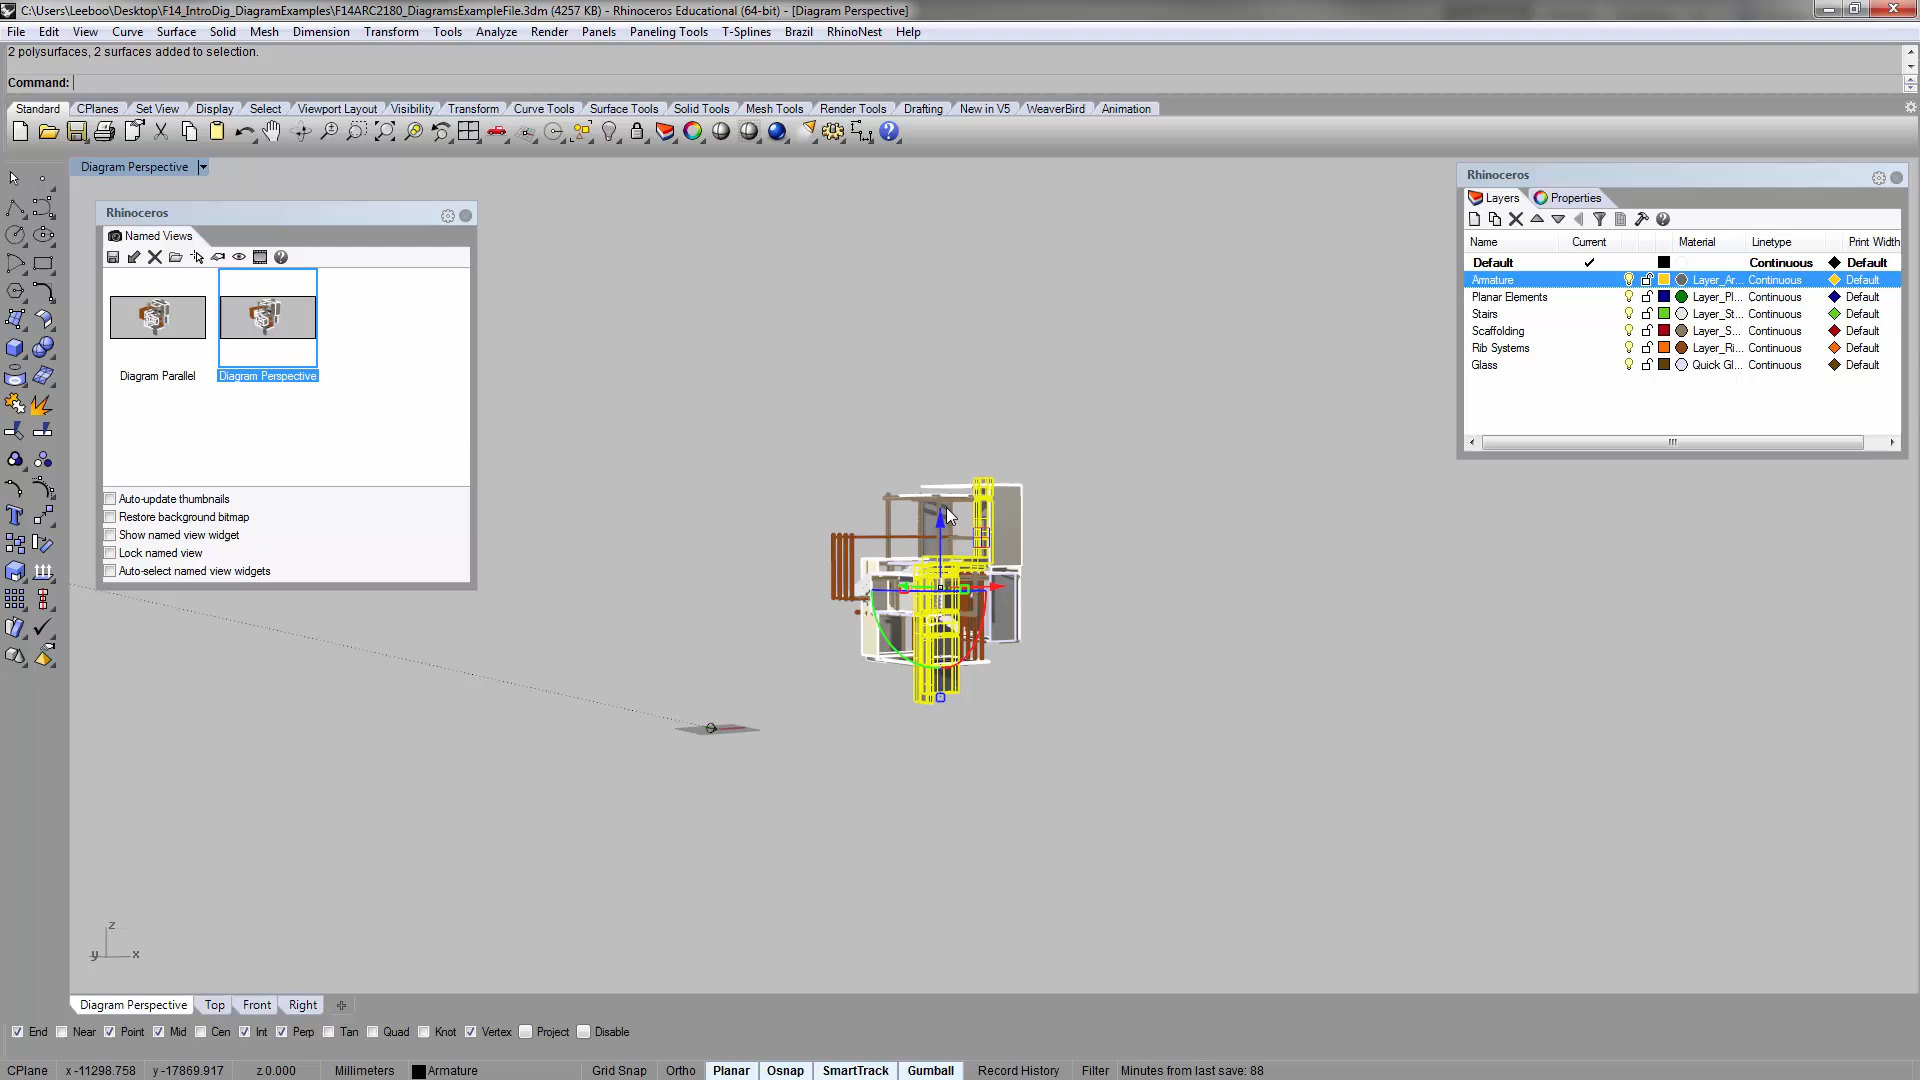 C:\Users\Leeboo\Desktop\F14_IntroDig_DiagramExamples\F14ARC2180_DiagramsExampleFile.3dm (4257 KB) - Rhinoceros Educational (64-bit) - [Diagram Perspective]
File Edit View Curve Surface Solid Mesh Dimension Transform Tools Analyze Render Panels Paneling Tools T-Splines Brazil RhinoNest Help
2 polysurfaces, 2 surfaces added to selection.
Command:
Standard CPlanes Set View Display Select Viewport Layout Visibility Transform Curve Tools Surface Tools Solid Tools Mesh Tools Render Tools Drafting New in V5 WeaverBird Animation
Diagram Perspective
Rhinoceros
Named Views
Diagram Parallel Diagram Perspective
Auto-update thumbnails
Restore background bitmap
Show named view widget
Lock named view
Auto-select named view widgets
Rhinoceros
Layers Properties
Name Current Material Linetype Print Width
Default Continuous Default
Armature Layer_Ar... Continuous Default
Planar Elements Layer_Pl... Continuous Default
Stairs Layer_St... Continuous Default
Scaffolding Layer_S... Continuous Default
Rib Systems Layer_Ri... Continuous Default
Glass Quick Gl... Continuous Default
z
y x
Diagram Perspective Top Front Right
End Near Point Mid Cen Int Perp Tan Quad Knot Vertex Project Disable
CPlane x -11298.758 y -17869.917 z 0.000 Millimeters Armature Grid Snap Ortho Planar Osnap SmartTrack Gumball Record History Filter Minutes from last save: 88